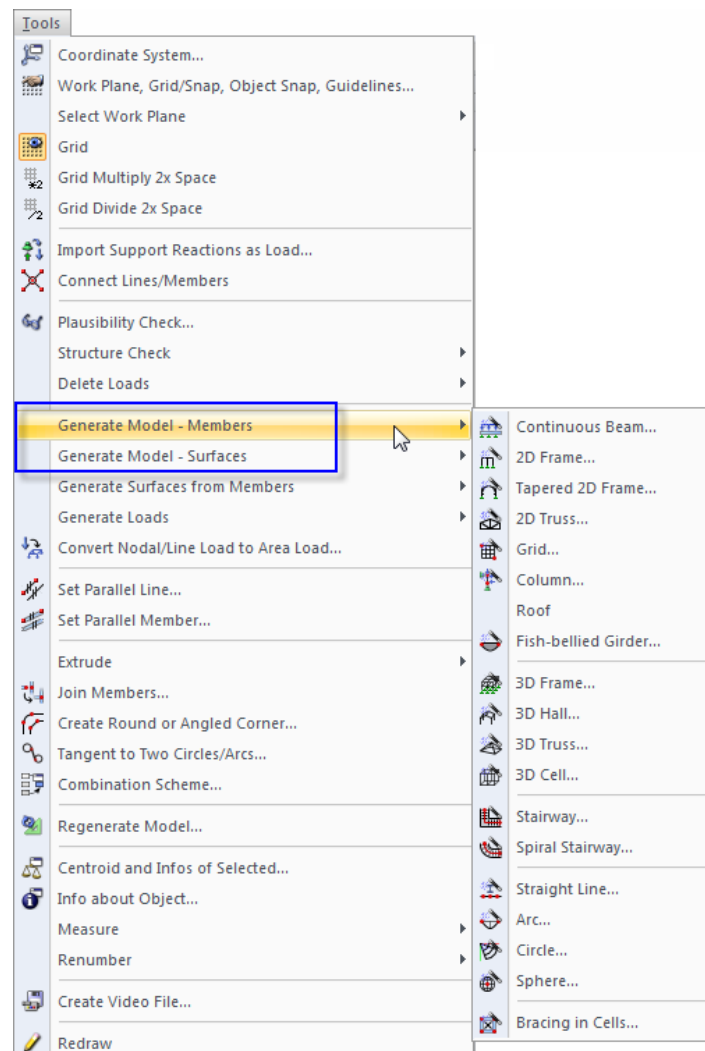 Tools
Coordinate System...
Work Plane, Grid/Snap, Object Snap, Guidelines...
Select Work Plane
Grid
Grid Multiply 2x Space
Grid Divide 2x Space
Import Support Reactions as Load...
Connect Lines/Members
Plausibility Check...
Structure Check
Delete Loads
Generate Model - Members
Generate Model - Surfaces
Generate Surfaces from Members
Generate Loads
Convert Nodal/Line Load to Area Load...
Set Parallel Line...
Set Parallel Member...
Extrude
Join Members...
Create Round or Angled Corner...
Tangent to Two Circles/Arcs...
Combination Scheme...
Regenerate Model...
Centroid and Infos of Selected...
Info about Object...
Measure
Renumber
Create Video File...
Redraw
Continuous Beam...
2D Frame...
Tapered 2D Frame...
2D Truss...
Grid...
Column...
Roof
Fish-bellied Girder...
3D Frame...
3D Hall...
3D Truss...
3D Cell...
Stairway...
Spiral Stairway...
Straight Line...
Arc...
Circle...
Sphere...
Bracing in Cells...